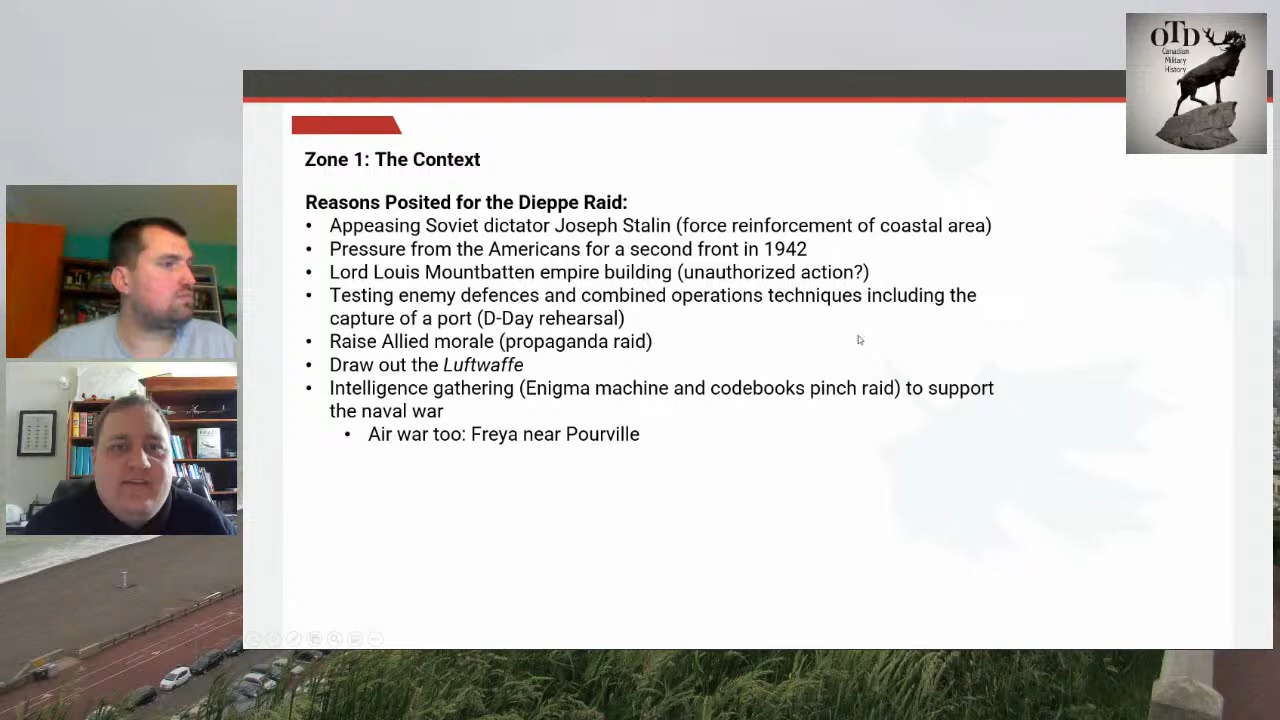 OTD
Canadian
Military
History
Zone 1: The Context
Reasons Posited for the Dieppe Raid:
• Appeasing Soviet dictator Joseph Stalin (force reinforcement of coastal area)
• Pressure from the Americans for a second front in 1942
• Lord Louis Mountbatten empire building (unauthorized action?)
• Testing enemy defences and combined operations techniques including the
capture of a port (D-Day rehearsal)
• Raise Allied morale (propaganda raid)
• Draw out the Luftwaffe
• Intelligence gathering (Enigma machine and codebooks pinch raid) to support
the naval war
• Air war too: Freya near Pourville